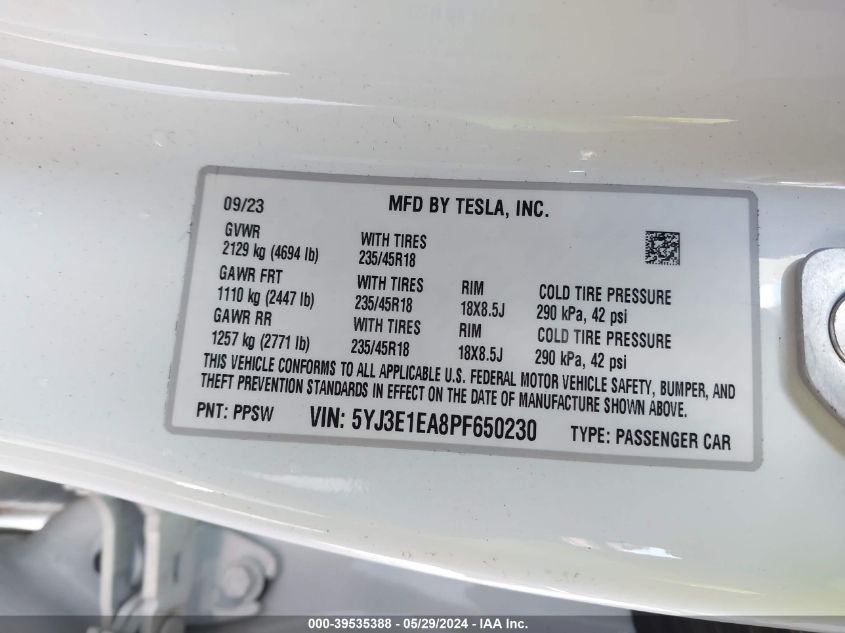 09/23 MFD BY TESLA, INC.
GVWR
2129 kg (4694 lb) WITH TIRES 235/45R18
GAWR FRT WITH TIRES RIM COLD TIRE PRESSURE
1110 kg (2447 lb) 235/45R18 18X8.5J 290 kPa, 42 psi
GAWR RR WITH TIRES RIM COLD TIRE PRESSURE
1257 kg (2771 lb) 235/45R18 18X8.5J 290 kPa, 42 psi
THIS VEHICLE CONFORMS TO ALL APPLICABLE U.S. FEDERAL MOTOR VEHICLE SAFETY, BUMPER, AND
THEFT PREVENTION STANDARDS IN EFFECT ON THE DATE OF MANUFACTURE SHOWN ABOVE.
PNT: PPSW VIN: 5YJ3E1EA8PF650230 TYPE: PASSENGER CAR
000-39535388 - 05/29/2024 - IAA Inc.